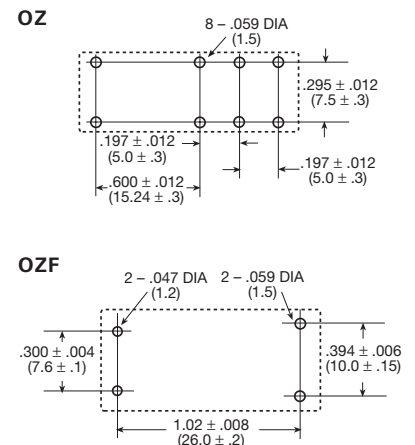 OZ
8 – .059 DIA
(1.5)
.295 ± .012
(7.5 ± .3)
.197 ± .012
(5.0 ± .3)
.197 ± .012
(5.0 ± .3)
.600 ± .012
(15.24 ± .3)
OZF
2 – .047 DIA
(1.2)
2 – .059 DIA
(1.5)
.300 ± .004
(7.6 ± .1)
.394 ± .006
(10.0 ± .15)
1.02 ± .008
(26.0 ± .2)